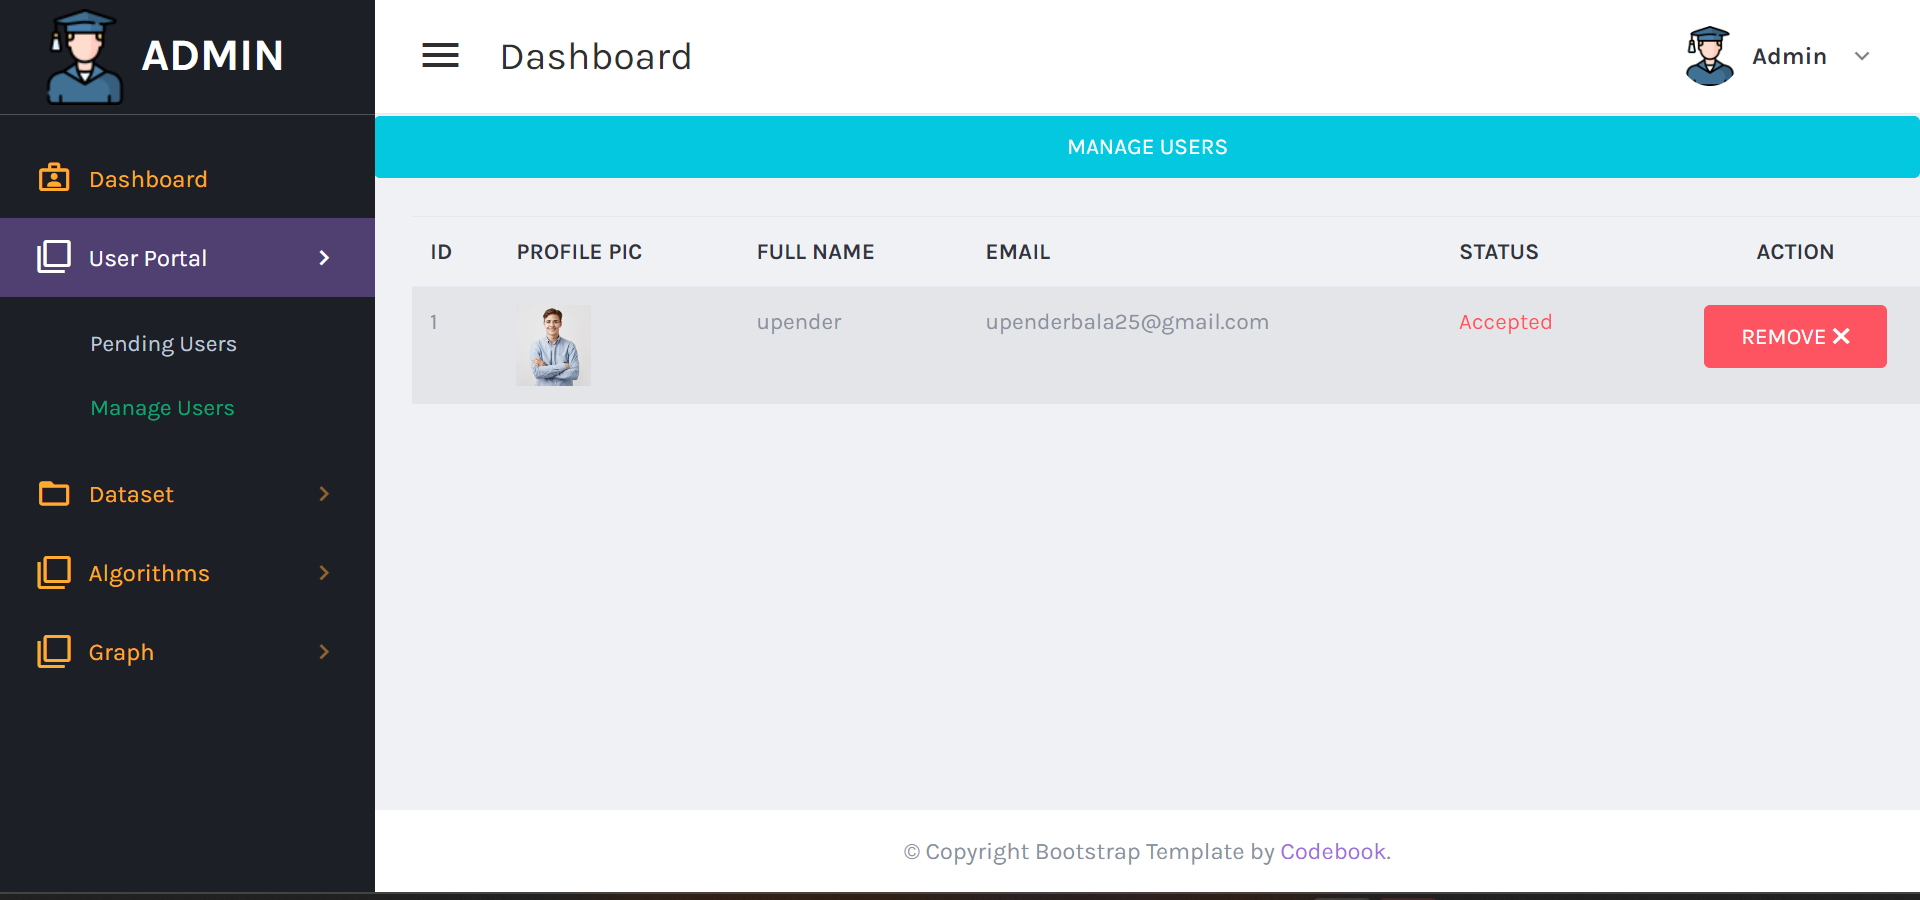 ADMIN
Dashboard
Admin
MANAGE USERS
Dashboard
User Portal
Pending Users
Manage Users
Dataset
Algorithms
Graph
ID PROFILE PIC FULL NAME EMAIL STATUS ACTION
1 upender upenderbala25@gmail.com Accepted REMOVE
© Copyright Bootstrap Template by Codebook.